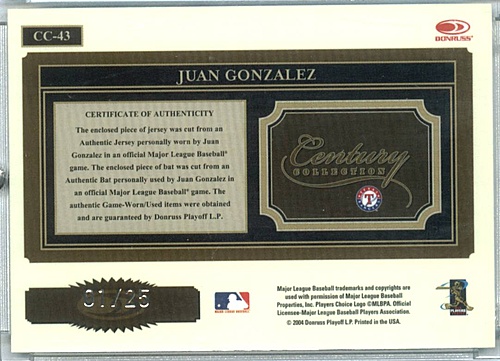 CC-43
DONRUSS
JUAN GONZALEZ
CERTIFICATE OF AUTHENTICITY
The enclosed piece of jersey was cut from an
Authentic Jersey personally worn by Juan
Gonzalez in an official Major League Baseball®
game. The enclosed piece of bat was cut from an
Authentic Bat personally used by Juan Gonzalez in
an official Major League Baseball® game. The
authentic Game-Worn/Used items were obtained
and are guaranteed by Donruss Playoff L.P.
Century
COLLECTION
T
01/25
MAJOR LEAGUE BASEBALL
Major League Baseball trademarks and copyrights are
used with permission of Major League Baseball
Properties, Inc. Players Choice Logo ©MLBPA. Official
Licensee-Major League Baseball Players Association.
© 2004 Donruss Playoff L.P. Printed in the USA.
PLAYERS